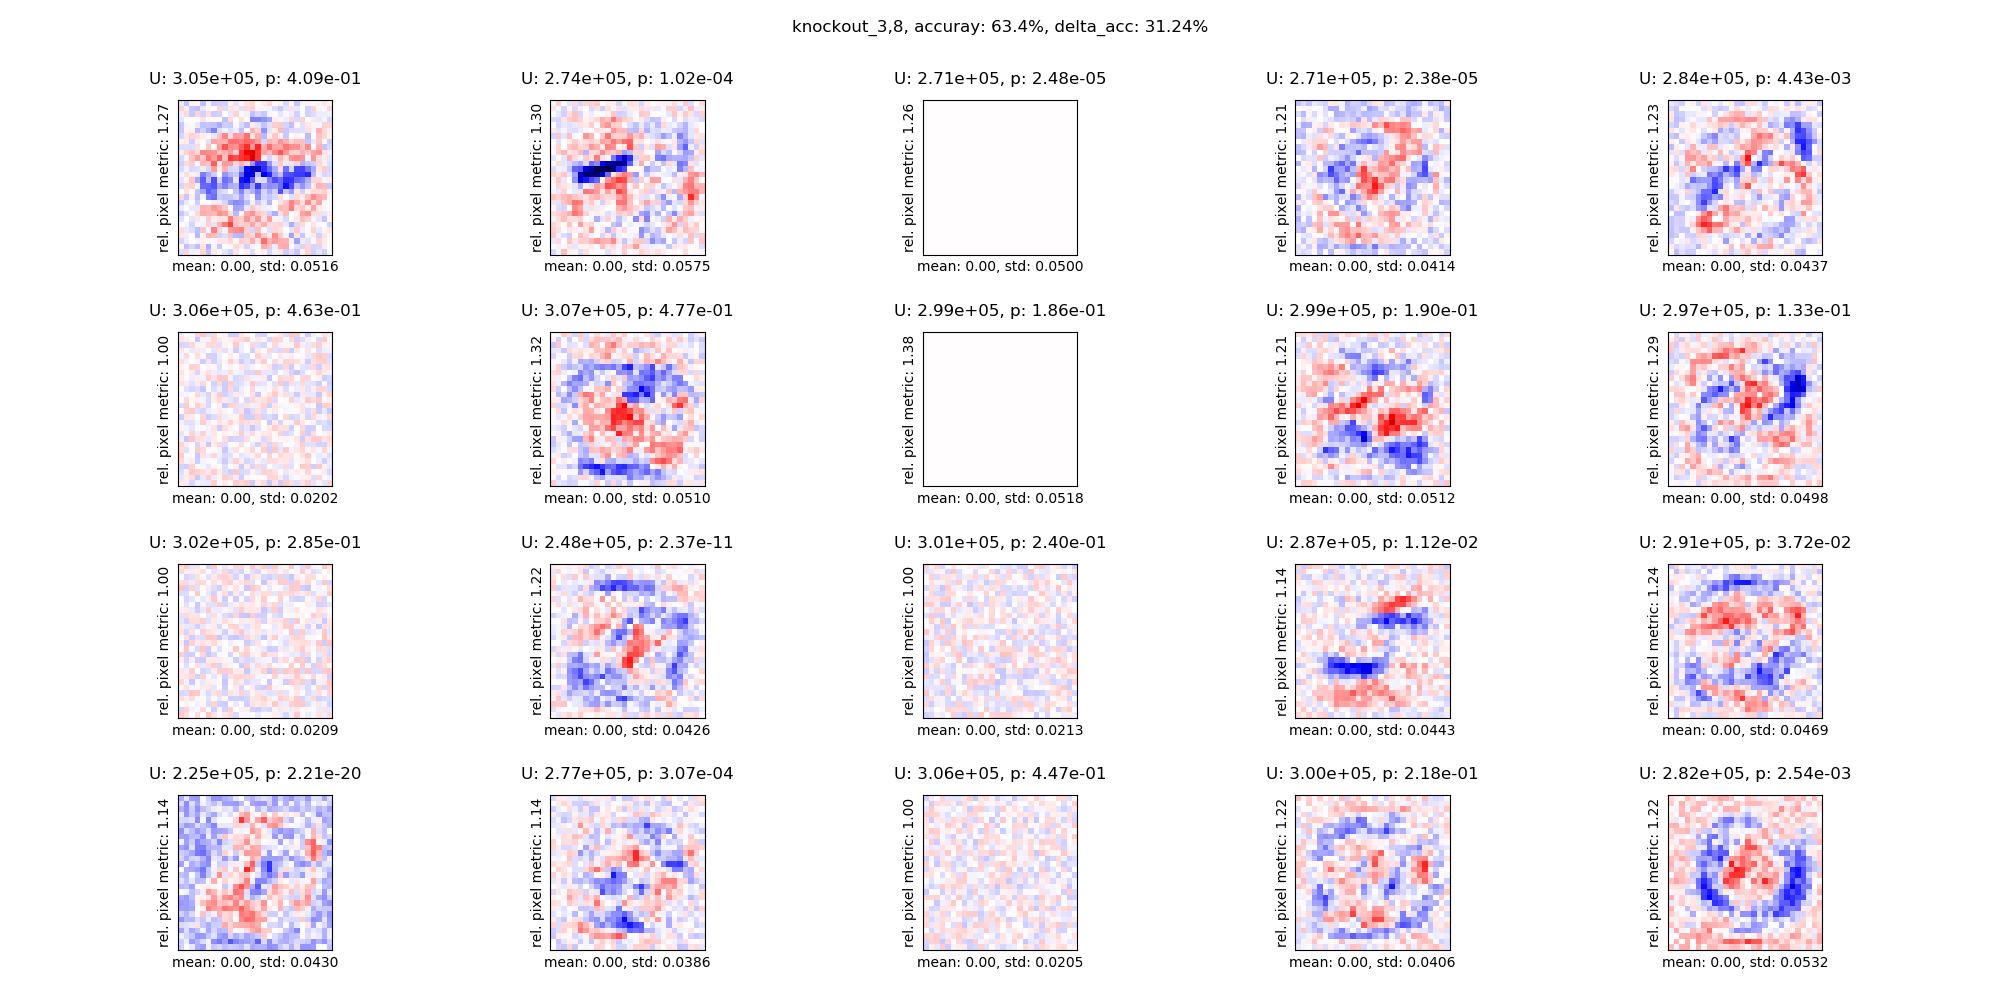 knockout_3,8, accuray: 63.4%, delta_acc: 31.24%
U: 3.05e+05, p: 4.09e-01
rel. pixel metric: 1.27
mean: 0.00, std: 0.0516
U: 2.74e+05, p: 1.02e-04
rel. pixel metric: 1.30
mean: 0.00, std: 0.0575
U: 2.71e+05, p: 2.48e-05
rel. pixel metric: 1.26
mean: 0.00, std: 0.0500
U: 2.71e+05, p: 2.38e-05
rel. pixel metric: 1.21
mean: 0.00, std: 0.0414
U: 2.84e+05, p: 4.43e-03
rel. pixel metric: 1.23
mean: 0.00, std: 0.0437
U: 3.06e+05, p: 4.63e-01
rel. pixel metric: 1.00
mean: 0.00, std: 0.0202
U: 3.07e+05, p: 4.77e-01
rel. pixel metric: 1.32
mean: 0.00, std: 0.0510
U: 2.99e+05, p: 1.86e-01
rel. pixel metric: 1.38
mean: 0.00, std: 0.0518
U: 2.99e+05, p: 1.90e-01
rel. pixel metric: 1.21
mean: 0.00, std: 0.0512
U: 2.97e+05, p: 1.33e-01
rel. pixel metric: 1.29
mean: 0.00, std: 0.0498
U: 3.02e+05, p: 2.85e-01
rel. pixel metric: 1.00
mean: 0.00, std: 0.0209
U: 2.48e+05, p: 2.37e-11
rel. pixel metric: 1.22
mean: 0.00, std: 0.0426
U: 3.01e+05, p: 2.40e-01
rel. pixel metric: 1.00
mean: 0.00, std: 0.0213
U: 2.87e+05, p: 1.12e-02
rel. pixel metric: 1.14
mean: 0.00, std: 0.0443
U: 2.91e+05, p: 3.72e-02
rel. pixel metric: 1.24
mean: 0.00, std: 0.0469
U: 2.25e+05, p: 2.21e-20
rel. pixel metric: 1.14
mean: 0.00, std: 0.0430
U: 2.77e+05, p: 3.07e-04
rel. pixel metric: 1.14
mean: 0.00, std: 0.0386
U: 3.06e+05, p: 4.47e-01
rel. pixel metric: 1.00
mean: 0.00, std: 0.0205
U: 3.00e+05, p: 2.18e-01
rel. pixel metric: 1.22
mean: 0.00, std: 0.0406
U: 2.82e+05, p: 2.54e-03
rel. pixel metric: 1.22
mean: 0.00, std: 0.0532